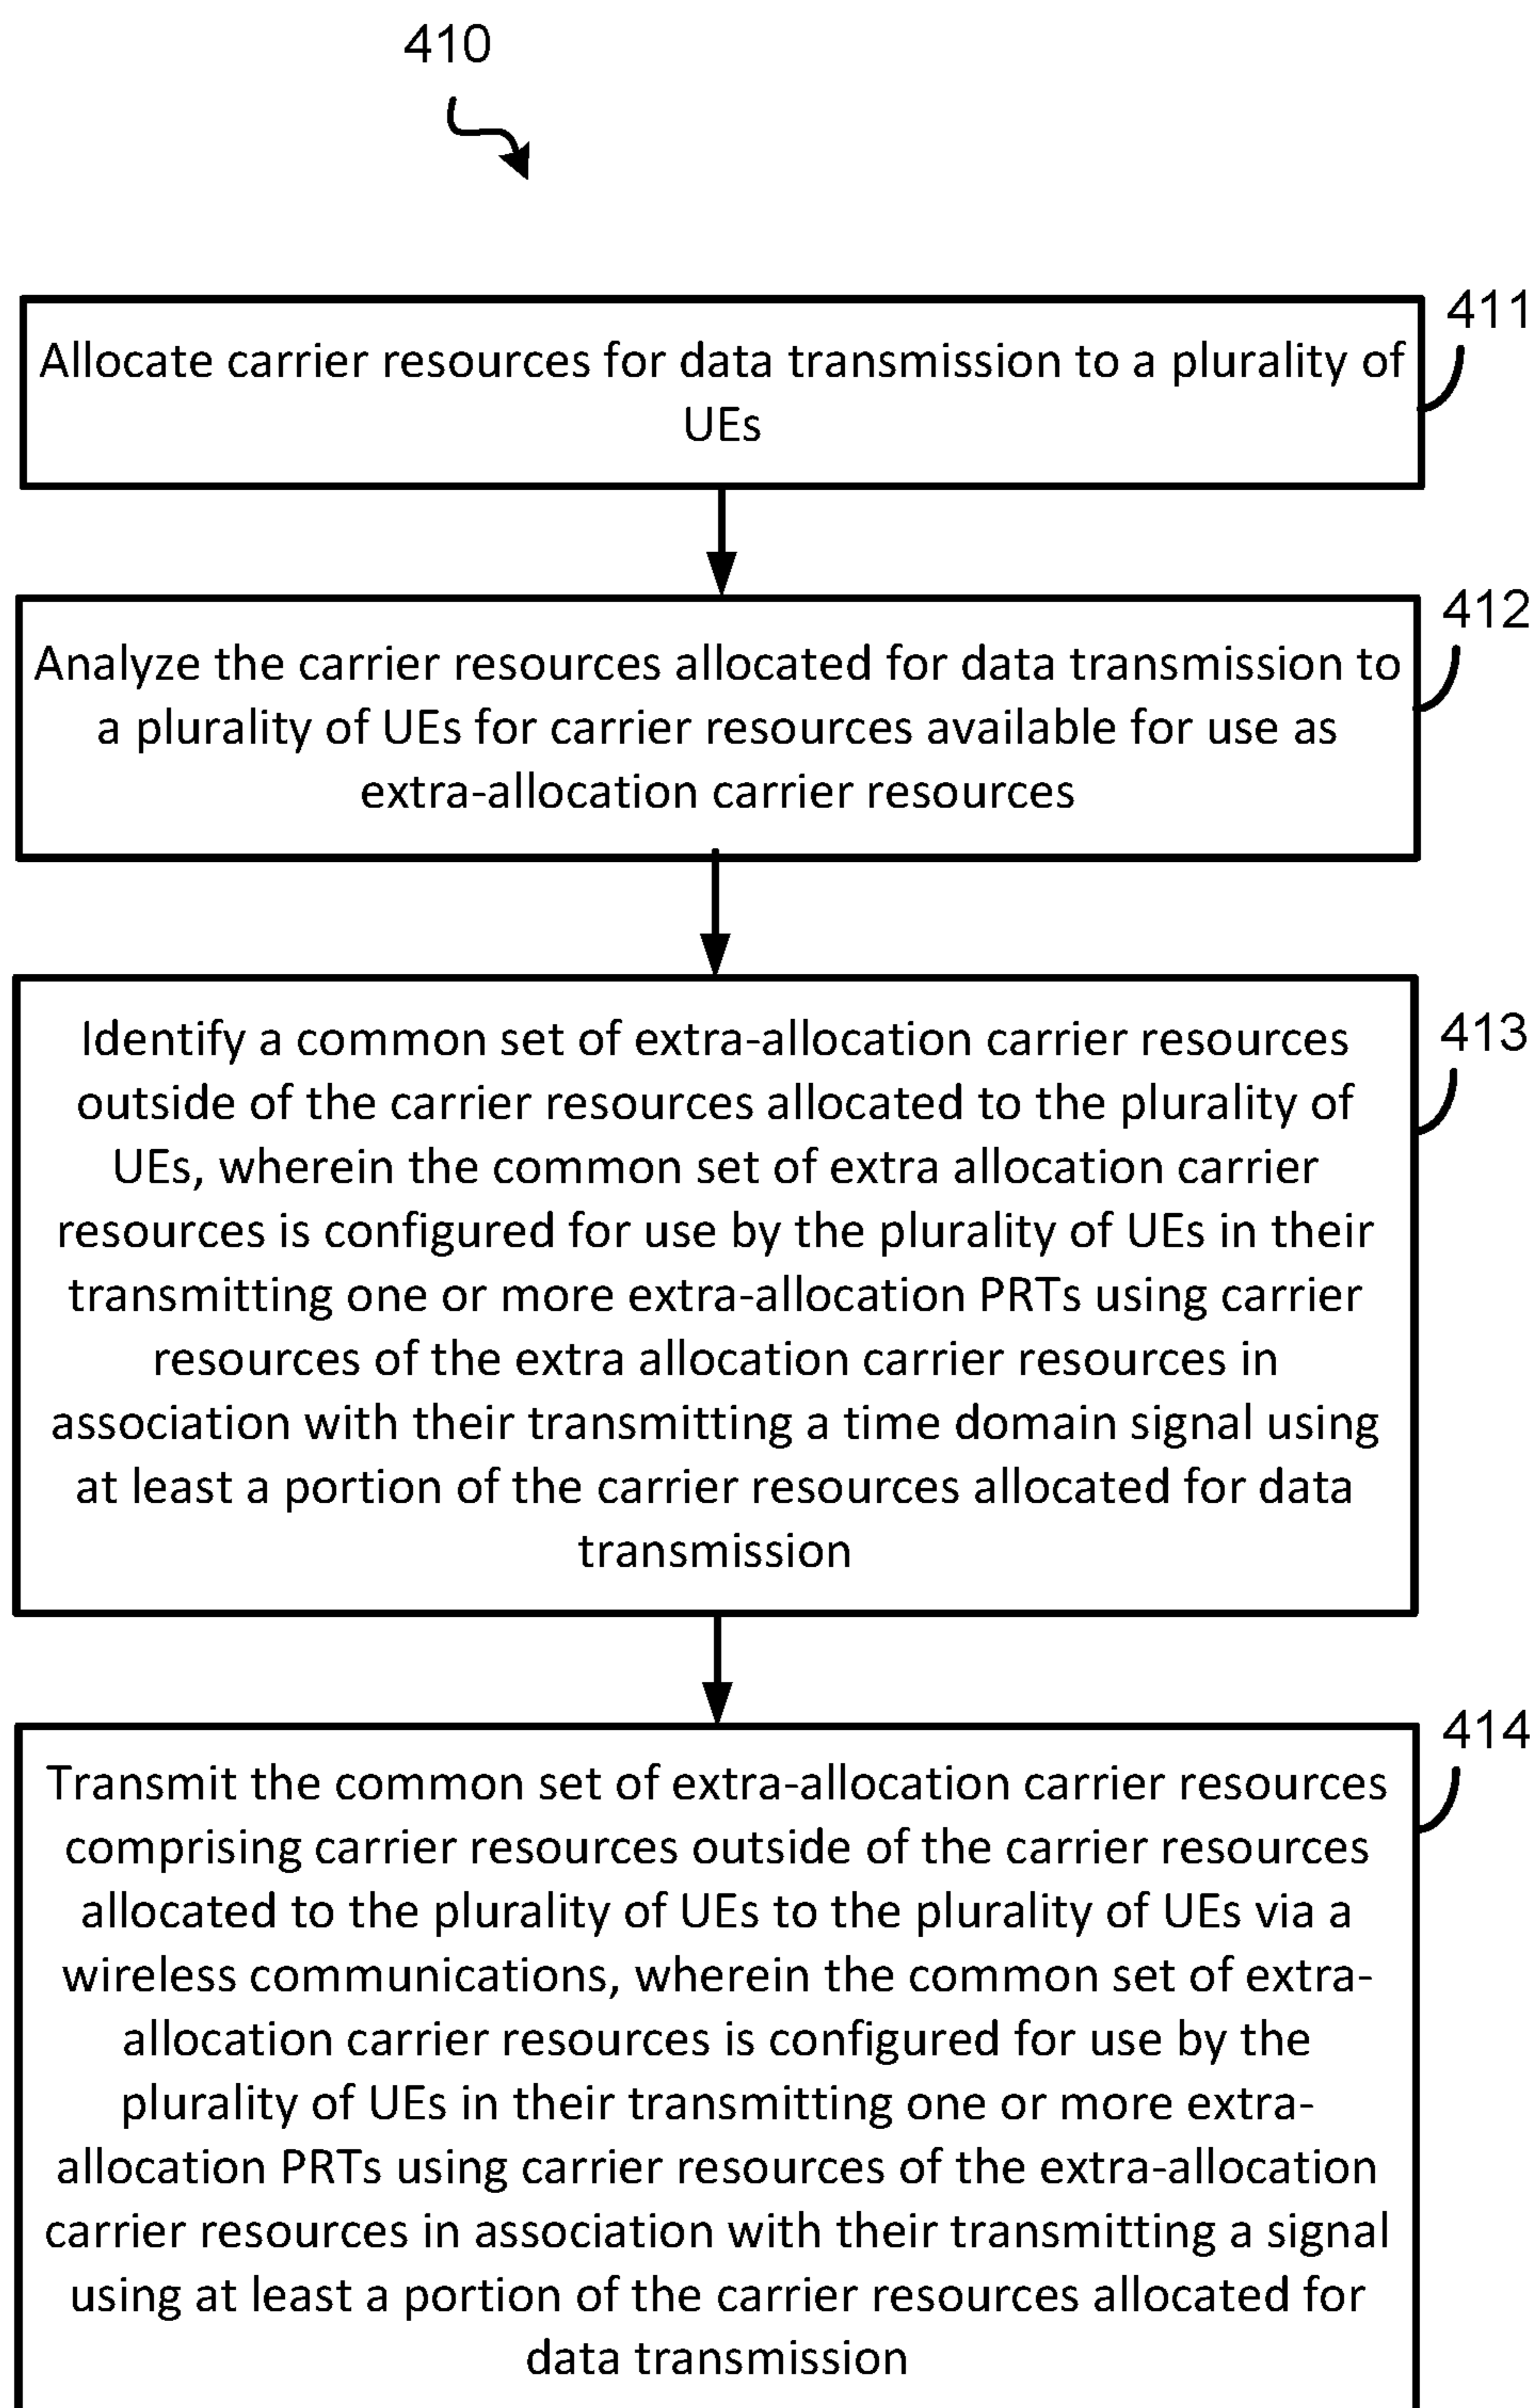 410
411
Allocate carrier resources for data transmission to a plurality of
UEs
412
Analyze the carrier resources allocated for data transmission to
a plurality of UEs for carrier resources available for use as
extra-allocation carrier resources
413
Identify a common set of extra-allocation carrier resources
outside of the carrier resources allocated to the plurality of
UEs, wherein the common set of extra allocation carrier
resources is configured for use by the plurality of UEs in their
transmitting one or more extra-allocation PRTs using carrier
resources of the extra allocation carrier resources in
association with their transmitting a time domain signal using
at least a portion of the carrier resources allocated for data
transmission
414
Transmit the common set of extra-allocation carrier resources
comprising carrier resources outside of the carrier resources
allocated to the plurality of UEs to the plurality of UEs via a
wireless communications, wherein the common set of extra-
allocation carrier resources is configured for use by the
plurality of UEs in their transmitting one or more extra-
allocation PRTs using carrier resources of the extra-allocation
carrier resources in association with their transmitting a signal
using at least a portion of the carrier resources allocated for
data transmission